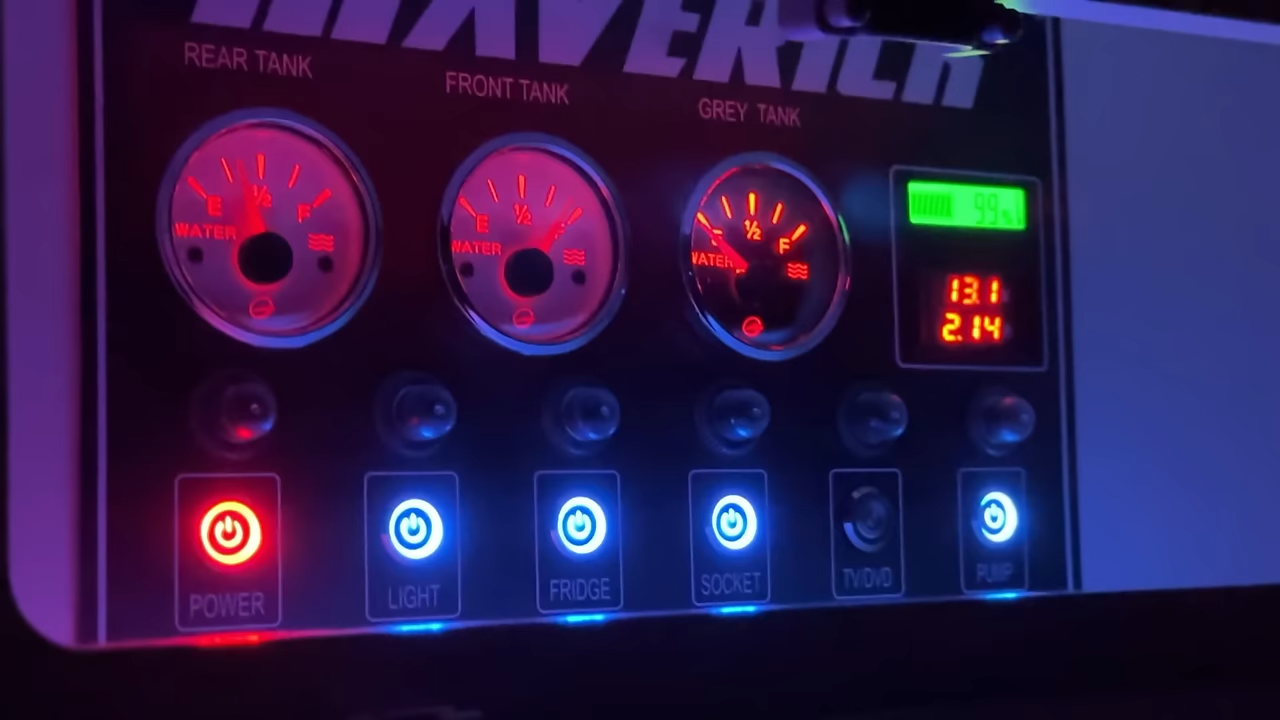 MAVERICK
REAR TANK
FRONT TANK
GREY TANK
E ½ F
WATER
E ½ F
WATER
E ½ F
WATER
99%
13.1
2.14
POWER
LIGHT
FRIDGE
SOCKET
TV/DVD
PUMP